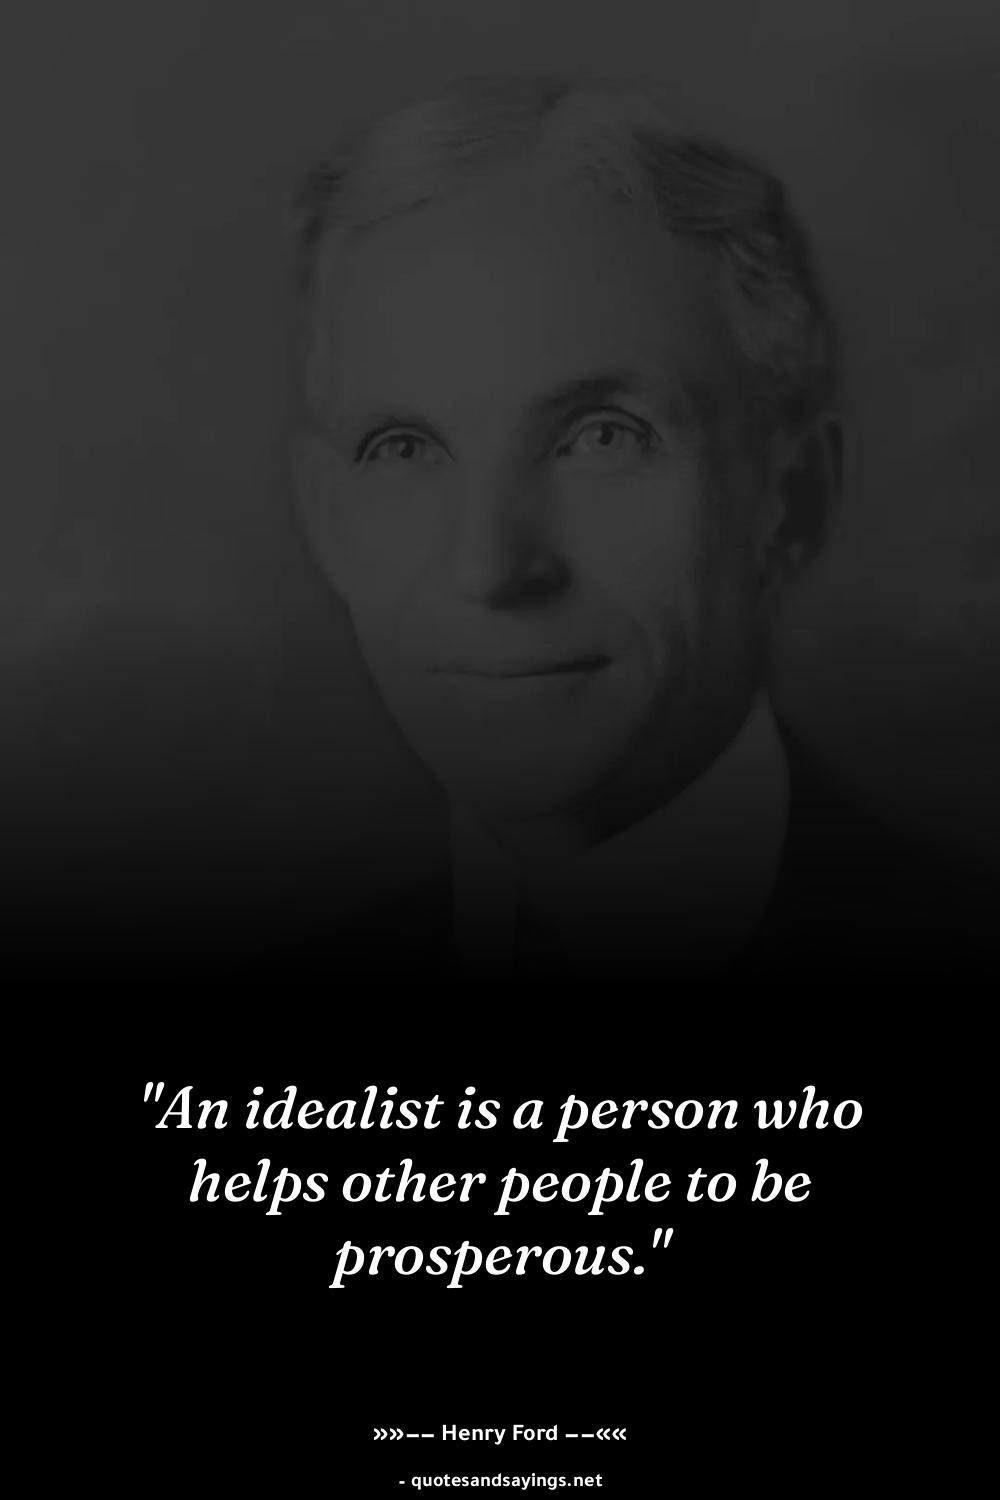 "An idealist is a person who
helps other people to be
prosperous."
»»-- Henry Ford --««
- quotesandsayings.net